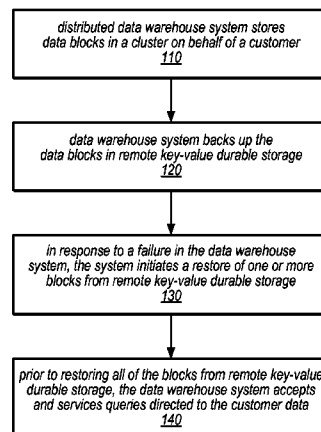 distributed data warehouse system stores
data blocks in a cluster on behalf of a customer
110
data warehouse system backs up the
data blocks in remote key-value durable storage
120
in response to a failure in the data warehouse
system, the system initiates a restore of one or more
blocks from remote key-value durable storage
130
prior to restoring all of the blocks from remote key-value
durable storage, the data warehouse system accepts
and services queries directed to the customer data
140